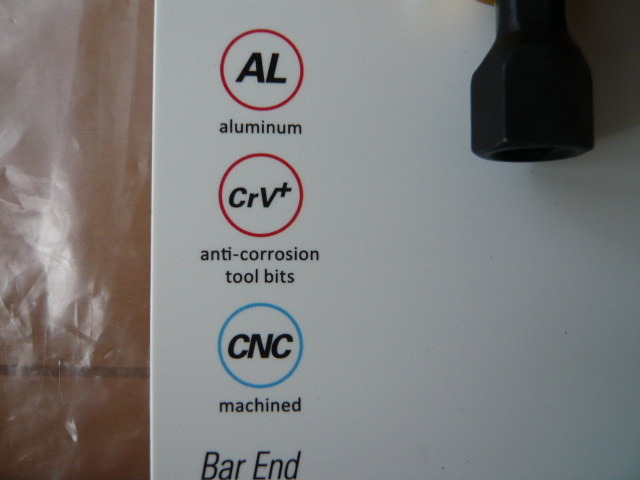 AL
aluminum
CrV+
anti-corrosion
tool bits
CNC
machined
Bar End